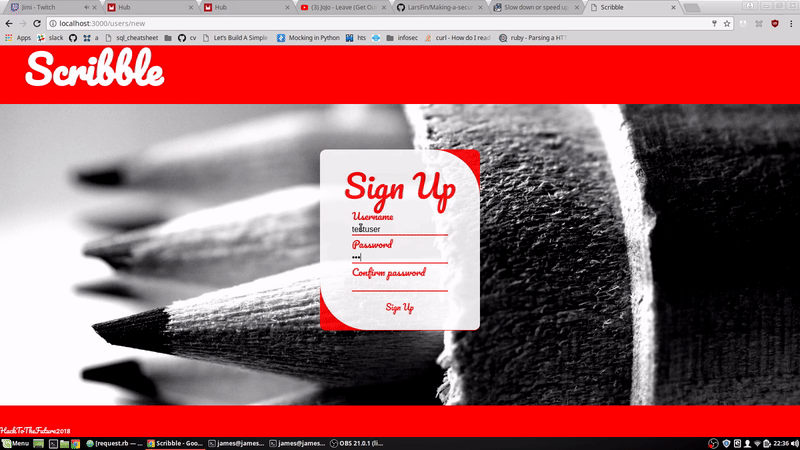 Jimi - Twitch
Hub
Hub
(3) JoJo - Leave (Get Ou
LarsFin/Making-a-secu
Slow down or speed up
Scribble
localhost:3000/users/new
Apps
slack
a
sql_cheatsheet
cv
Let's Build A Simple
Mocking in Python
hts
infosec
curl - How do I read
ruby - Parsing a HTT
Scribble
Sign Up
Username
testuser
Password
•••
Confirm password
Sign Up
HackToTheFuture2018
Menu
(request.rb — ...
Scribble - Goo...
james@james...
james@james...
OBS 21.0.1 (li...
22:36